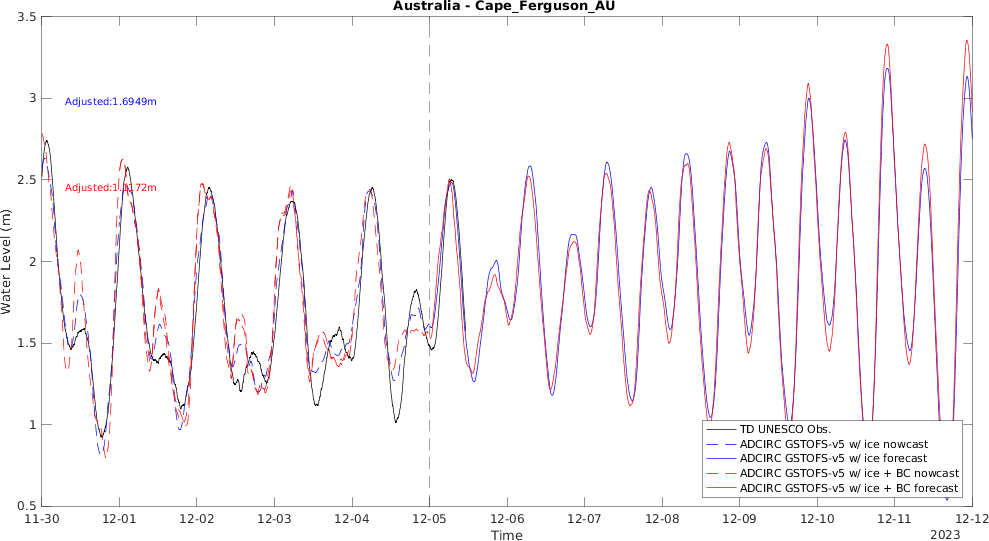 Australia - Cape_Ferguson_AU
3.5
3
2.5
2
1.5
1
0.5
Water Level (m)
Adjusted:1.6949m
TD UNESCO Obs.
ADCIRC GSTOFS-v5 w/ ice nowcast
ADCIRC GSTOFS-v5 w/ ice forecast
ADCIRC GSTOFS-v5 w/ ice + BC nowcast
ADCIRC GSTOFS-v5 w/ ice + BC forecast
11-30 12-01 12-02 12-03 12-04 12-05 12-06 12-07 12-08 12-09 12-10 12-11 12-12
Time
2023